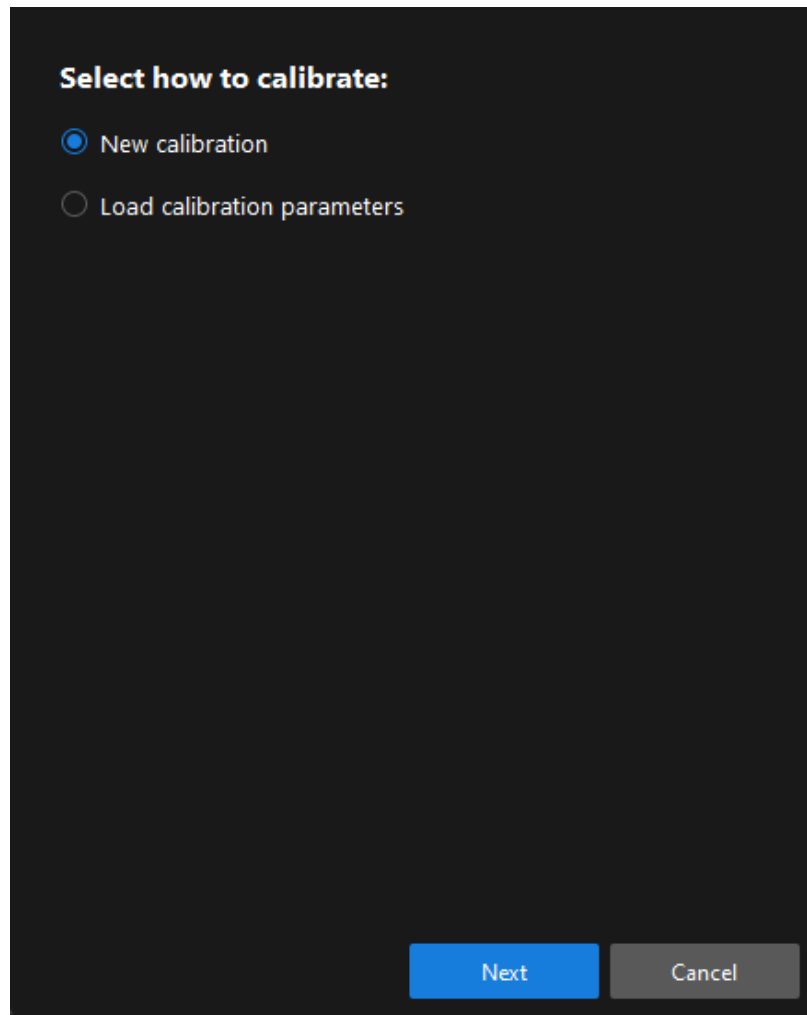 Select how to calibrate:
New calibration
Load calibration parameters
Next
Cancel